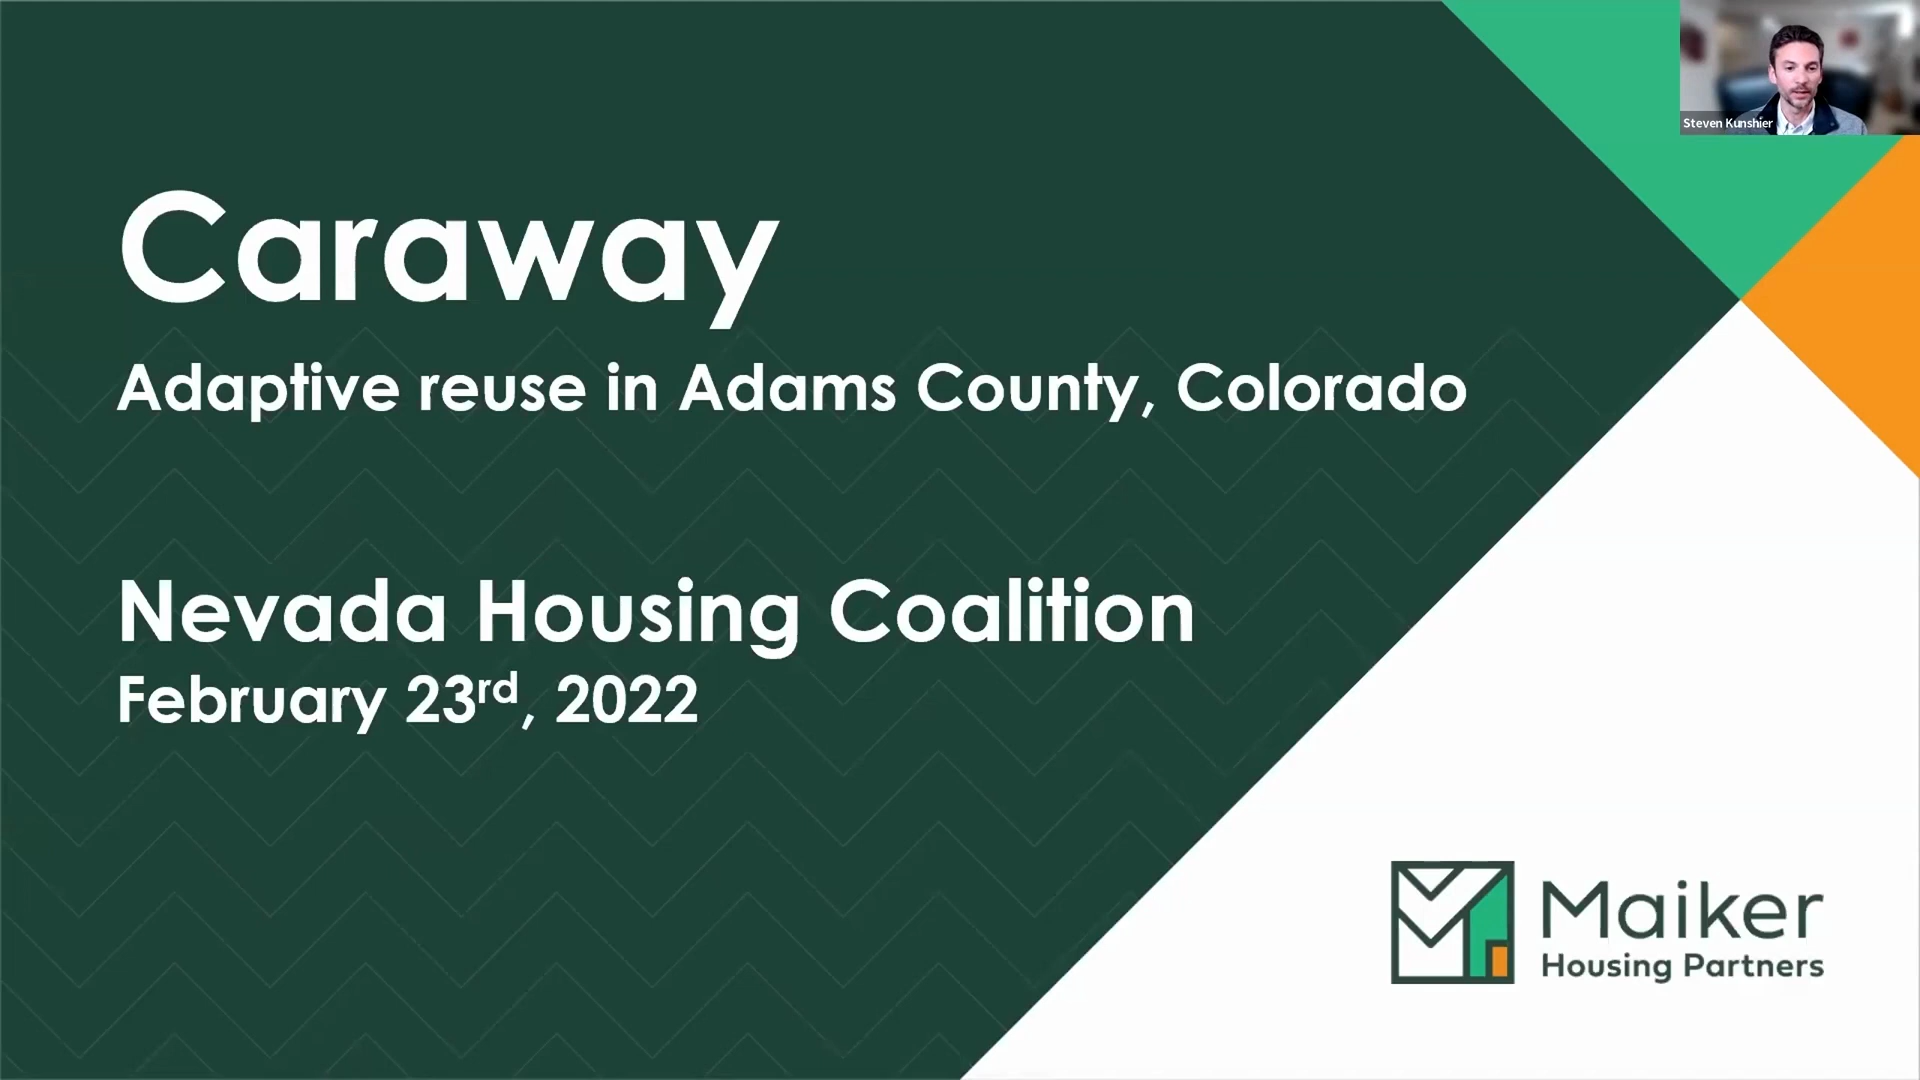 Caraway
Adaptive reuse in Adams County, Colorado
Nevada Housing Coalition
February 23rd, 2022
Steven Kunshier
Maiker
Housing Partners